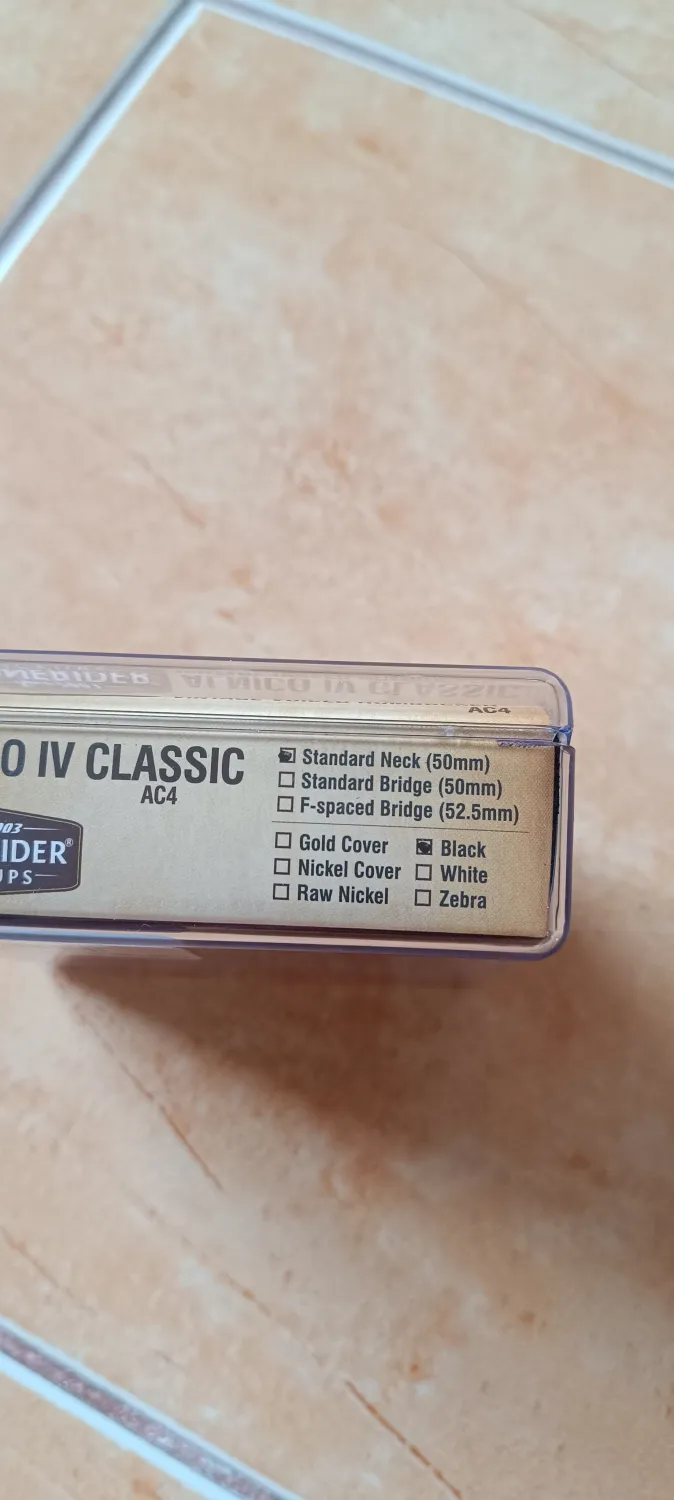 AC4
O IV CLASSIC
AC4
003
IDER®
UPS
Standard Neck (50mm)
Standard Bridge (50mm)
F-spaced Bridge (52.5mm)
Gold Cover
Nickel Cover
Raw Nickel
Black
White
Zebra